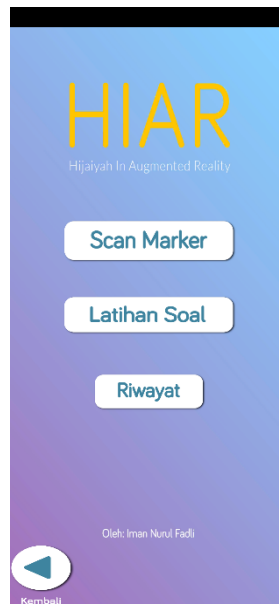 HIAR
Hijaiyah In Augmented Reality
Scan Marker
Latihan Soal
Riwayat
Oleh: Iman Nurul Fadli
Kembali